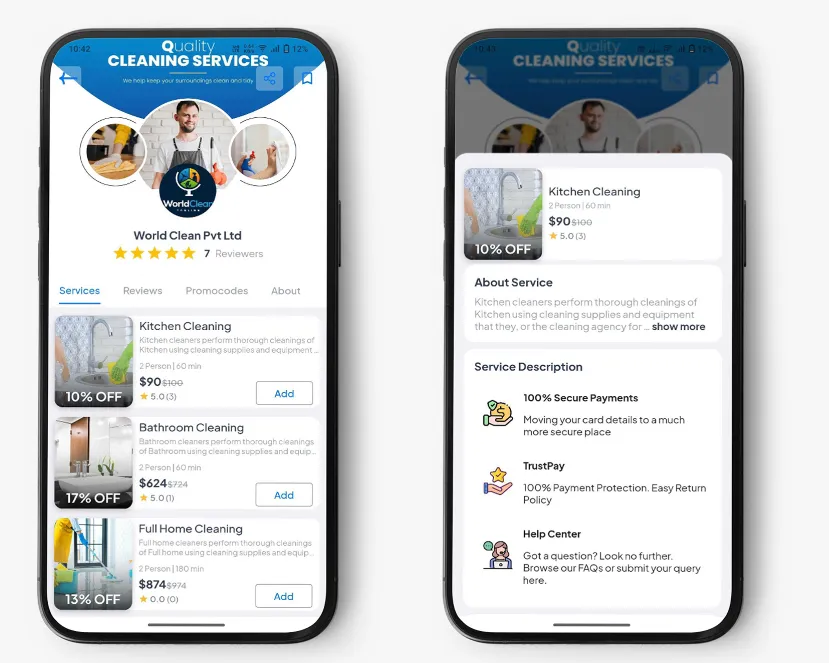 10:42
12%
Quality
CLEANING SERVICES
We help keep your surroundings clean and tidy
WorldClean
World Clean Pvt Ltd
7 Reviewers
Services
Reviews
Promocodes
About
10% OFF
Kitchen Cleaning
Kitchen cleaners perform thorough cleanings of
Kitchen using cleaning supplies and equipment ...
2 Person | 60 min
$90 $100
5.0 (3)
Add
17% OFF
Bathroom Cleaning
Bathroom cleaners perform thorough cleanings
of Bathroom using cleaning supplies and equip...
2 Person | 60 min
$624 $724
5.0 (1)
Add
13% OFF
Full Home Cleaning
Full home cleaners perform thorough cleanings
of Full home using cleaning supplies and equip...
2 Person | 180 min
$874 $974
0.0 (0)
Add
10:43
12%
Quality
CLEANING SERVICES
We help keep your surroundings clean and tidy
10% OFF
Kitchen Cleaning
2 Person | 60 min
$90 $100
5.0 (3)
About Service
Kitchen cleaners perform thorough cleanings of
Kitchen using cleaning supplies and equipment
that they, or the cleaning agency for ... show more
Service Description
100% Secure Payments
Moving your card details to a much
more secure place
TrustPay
100% Payment Protection. Easy Return
Policy
Help Center
Got a question? Look no further.
Browse our FAQs or submit your query
here.